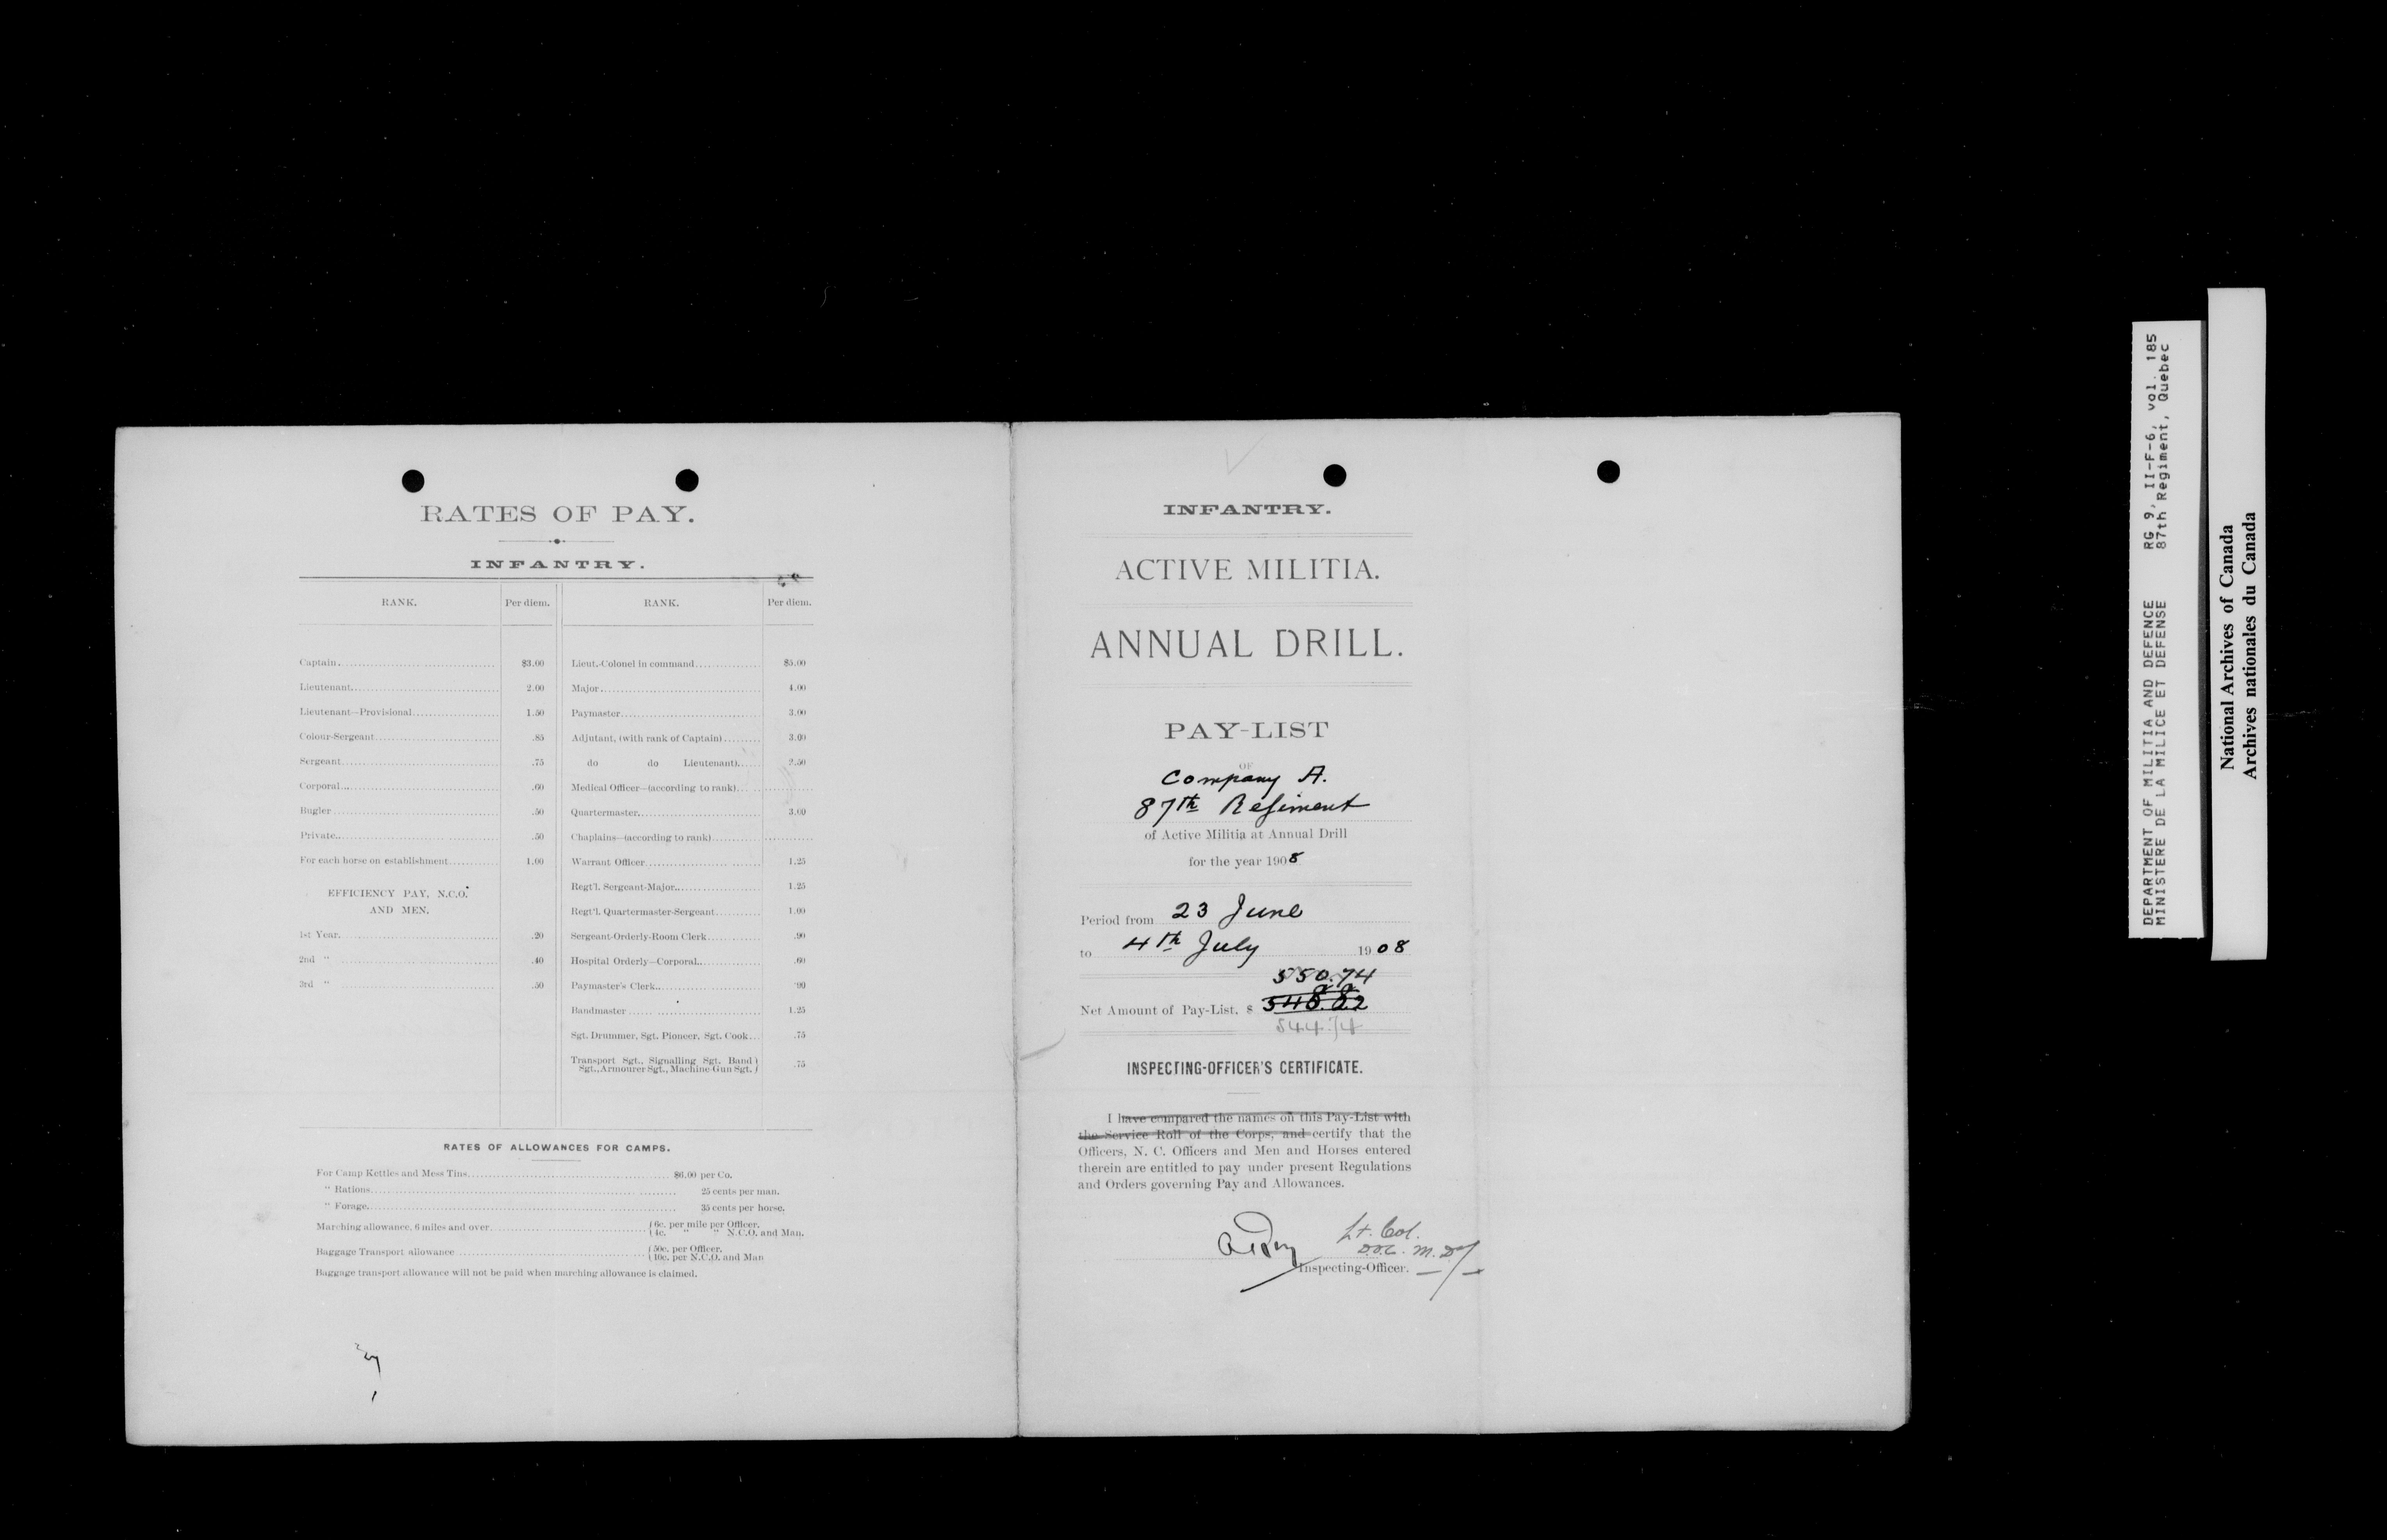 RATES OF PAY.
INFANTRY.
RANK. Per diem. RANK. Per diem.
Captain $3.00 Lieut.-Colonel in command $5.00
Lieutenant 2.00 Major 4.00
Lieutenant—Provisional 1.50 Paymaster 3.00
Colour-Sergeant .85 Adjutant, (with rank of Captain) 3.00
Sergeant .75 do do Lieutenant) 2.50
Corporal .60 Medical Officer—(according to rank)
Bugler .50 Quartermaster 3.00
Private .50 Chaplains—(according to rank)
For each horse on establishment 1.00 Warrant Officer 1.25
EFFICIENCY PAY, N.C.O. Regt'l. Sergeant-Major 1.25
AND MEN. Regt'l. Quartermaster-Sergeant 1.00
1st Year .20 Sergeant-Orderly-Room Clerk .90
2nd " .40 Hospital Orderly—Corporal .60
3rd " .50 Paymaster's Clerk .90
Bandmaster 1.25
Sgt. Drummer, Sgt. Pioneer, Sgt. Cook .75
Transport Sgt., Signalling Sgt. Band
Sgt., Armourer Sgt., Machine Gun Sgt. .75
RATES OF ALLOWANCES FOR CAMPS.
For Camp Kettles and Mess Tins $6.00 per Co.
" Rations 25 cents per man.
" Forage 35 cents per horse.
Marching allowance, 6 miles and over 6c. per mile per Officer.
4c. " " N.C.O. and Man.
Baggage Transport allowance 50c. per Officer.
10c. per N.C.O. and Man
Baggage transport allowance will not be paid when marching allowance is claimed.
INFANTRY.
ACTIVE MILITIA.
ANNUAL DRILL.
PAY-LIST
OF
Company A.
87th Regiment
of Active Militia at Annual Drill
for the year 1908
Period from 23 June
to 4th July 1908
550.74
Net Amount of Pay-List. $ 548.82
544.74
INSPECTING-OFFICER'S CERTIFICATE.
I have compared the names on this Pay-List with
the Service Roll of the Corps, and certify that the
Officers, N. C. Officers and Men and Horses entered
therein are entitled to pay under present Regulations
and Orders governing Pay and Allowances.
Lt. Col.
D.O.C. M.D. 7
Inspecting-Officer.
DEPARTMENT OF MILITIA AND DEFENCE RG 9, II-F-6, vol. 185
MINISTERE DE LA MILICE ET DEFENSE 87th Regiment, Quebec
National Archives of Canada
Archives nationales du Canada